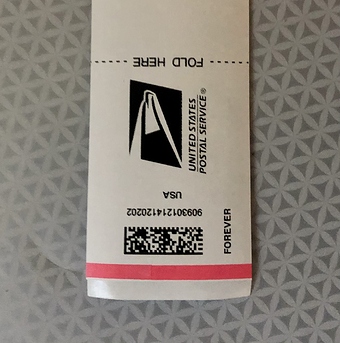 FOLD HERE
UNITED STATES
POSTAL SERVICE®
USA
909301214120202
FOREVER